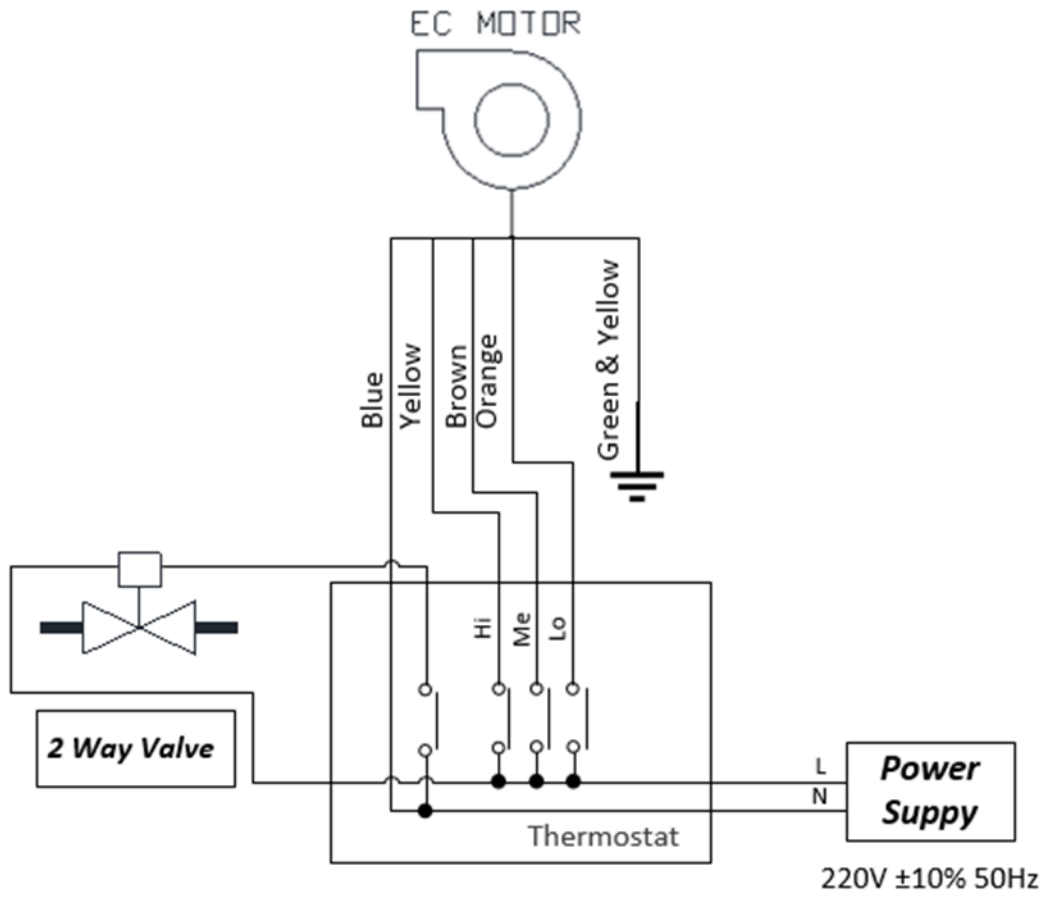 EC MOTOR
Blue
Yellow
Brown
Orange
Green & Yellow
Hi
Me
Lo
2 Way Valve
L
N
Power
Suppy
Thermostat
220V ±10% 50Hz